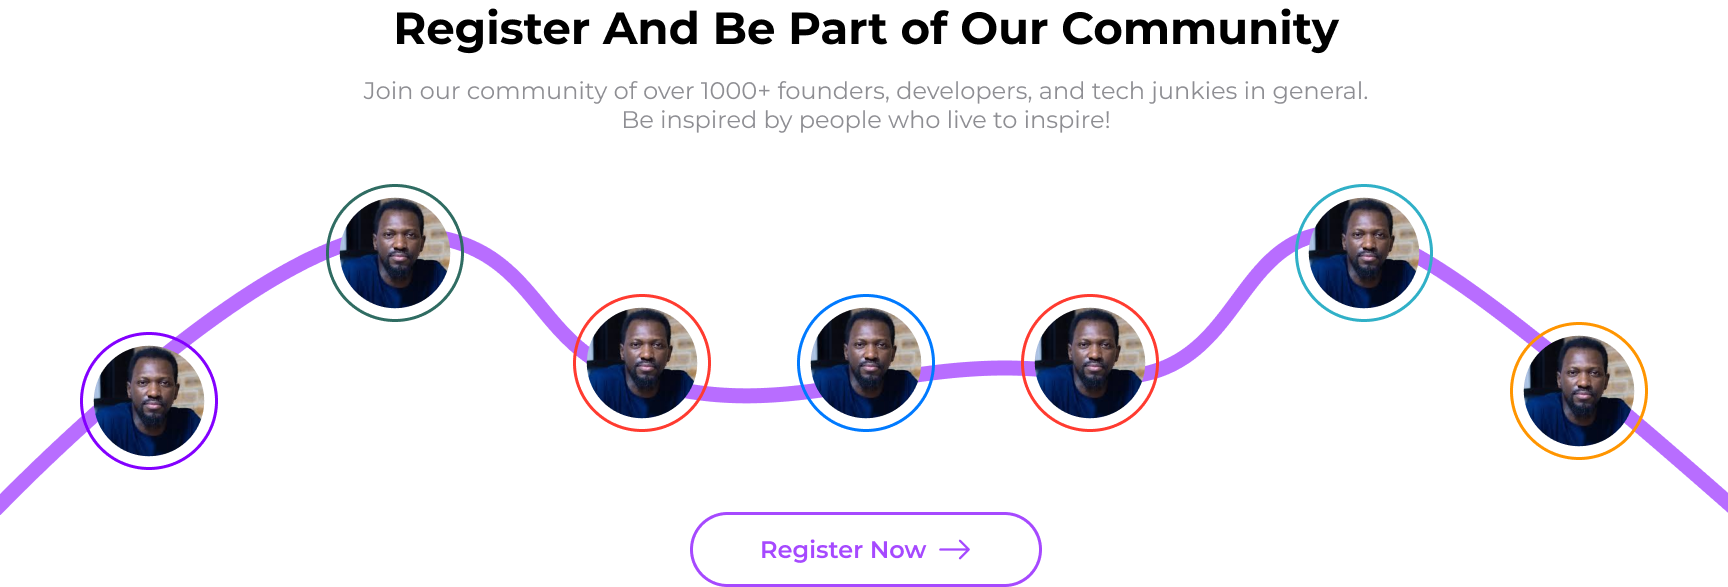 Register And Be Part of Our Community
Join our community of over 1000+ founders, developers, and tech junkies in general.
Be inspired by people who live to inspire!
Register Now